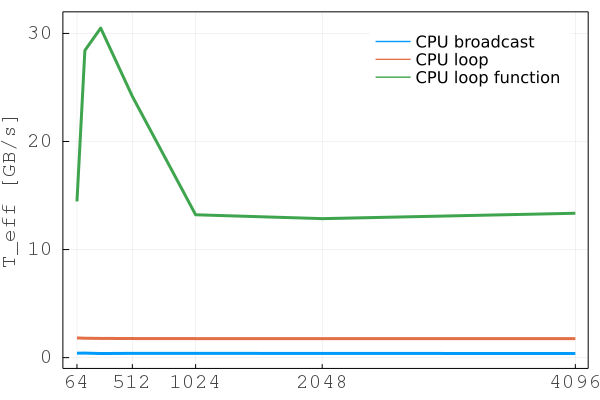 CPU broadcast
CPU loop
CPU loop function
T_eff [GB/s]
30
20
10
0
64 512 1024 2048 4096